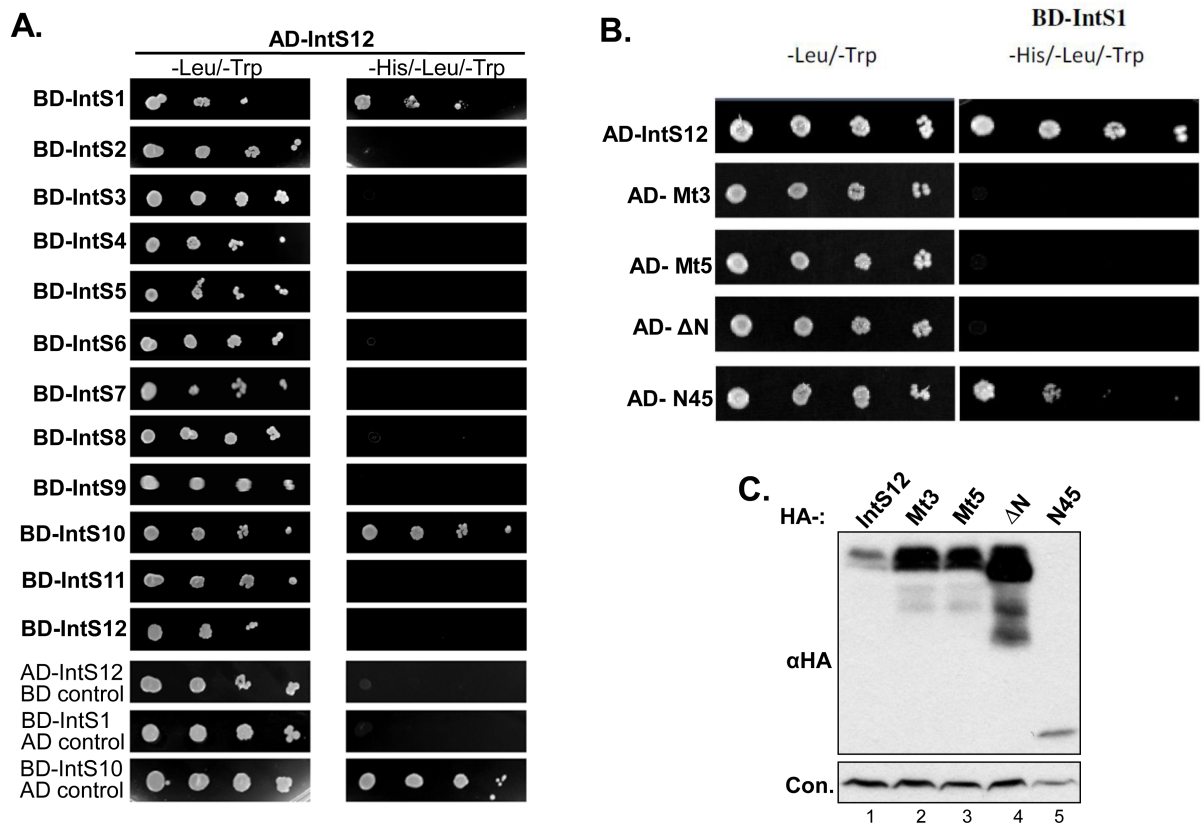 A.
AD-IntS12
-Leu/-Trp
-His/-Leu/-Trp
BD-IntS1
BD-IntS2
BD-IntS3
BD-IntS4
BD-IntS5
BD-IntS6
BD-IntS7
BD-IntS8
BD-IntS9
BD-IntS10
BD-IntS11
BD-IntS12
AD-IntS12
BD control
BD-IntS1
AD control
BD-IntS10
AD control
B.
BD-IntS1
-Leu/-Trp
-His/-Leu/-Trp
AD-IntS12
AD- Mt3
AD- Mt5
AD- ΔN
AD- N45
C.
HA-:
IntS12
Mt3
Mt5
ΔN
N45
αHA
Con.
1 2 3 4 5